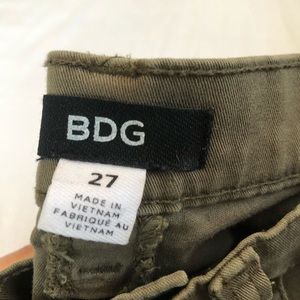 BDG
27
MADE IN
VIETNAM
FABRIQUÉ AU
VIETNAM